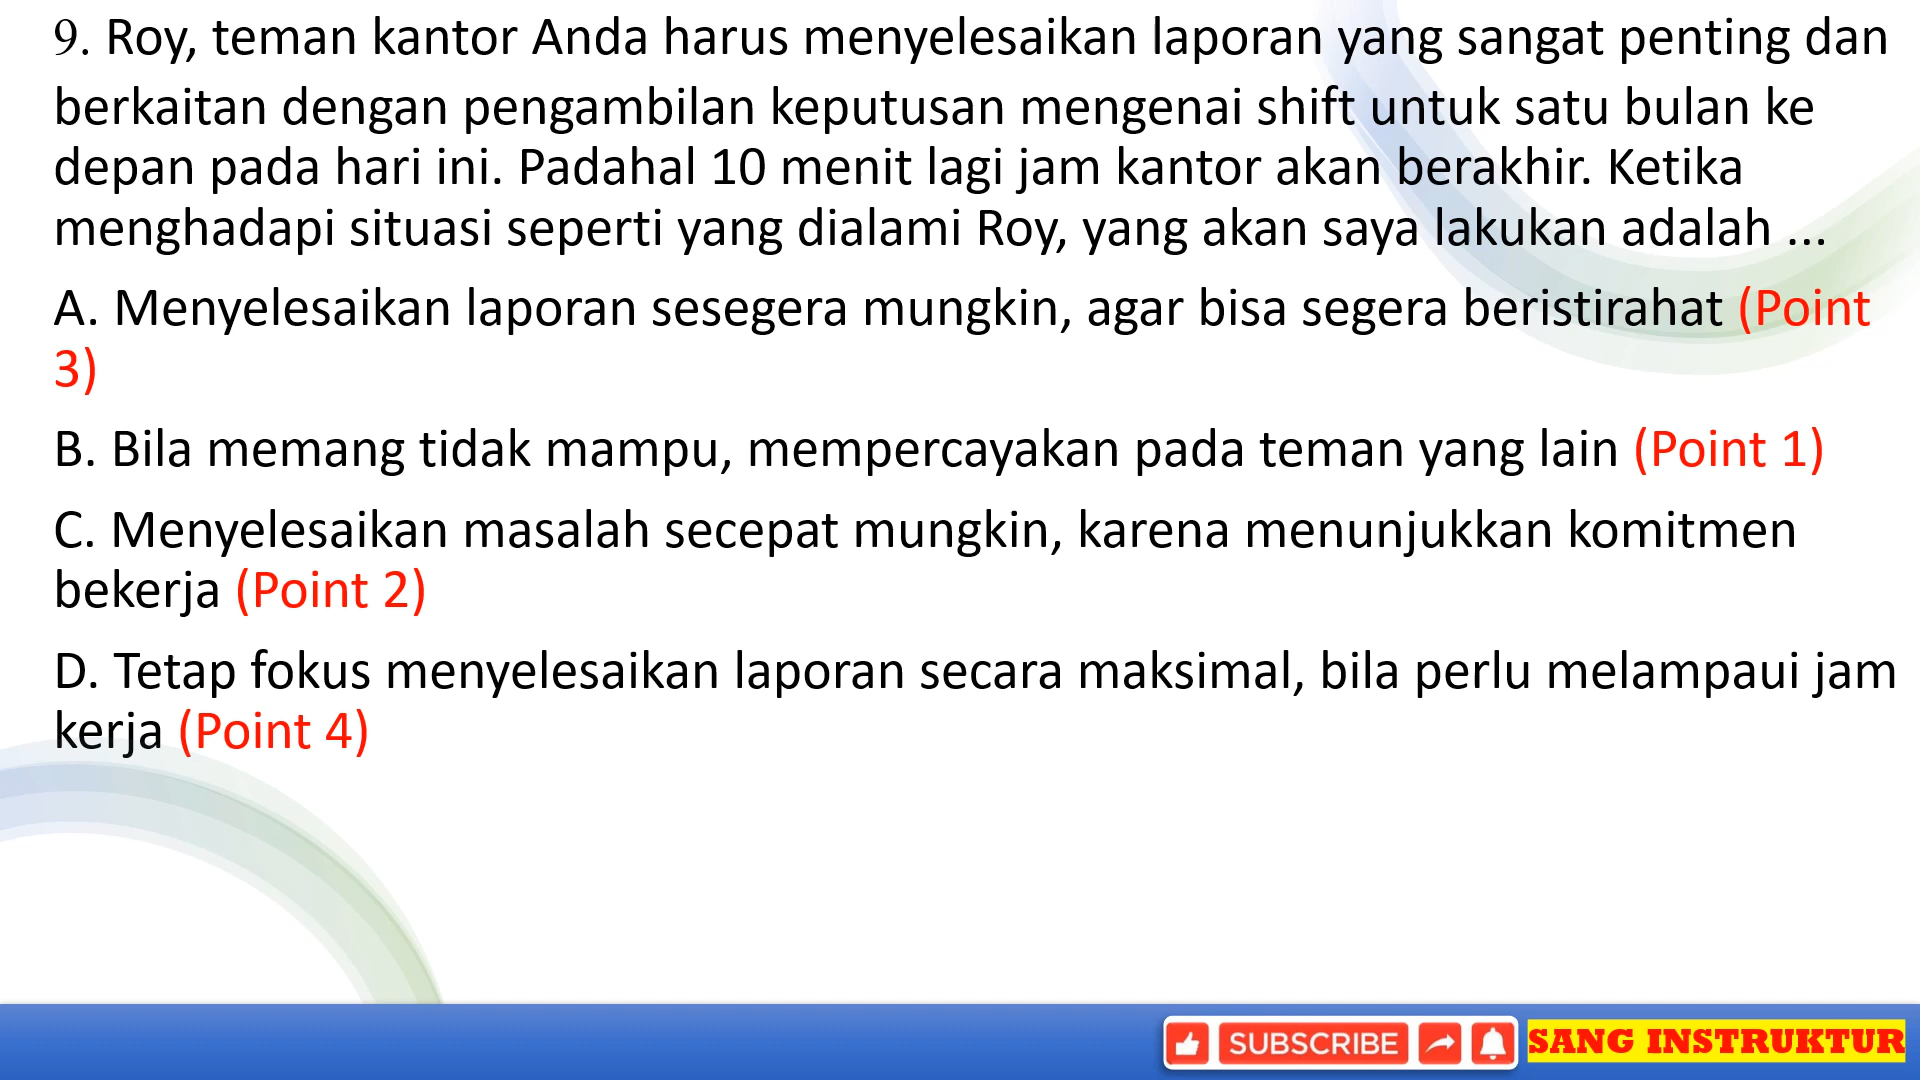 9. Roy, teman kantor Anda harus menyelesaikan laporan yang sangat penting dan
berkaitan dengan pengambilan keputusan mengenai shift untuk satu bulan ke
depan pada hari ini. Padahal 10 menit lagi jam kantor akan berakhir. Ketika
menghadapi situasi seperti yang dialami Roy, yang akan saya lakukan adalah ...
A. Menyelesaikan laporan sesegera mungkin, agar bisa segera beristirahat (Point
3)
B. Bila memang tidak mampu, mempercayakan pada teman yang lain (Point 1)
C. Menyelesaikan masalah secepat mungkin, karena menunjukkan komitmen
bekerja (Point 2)
D. Tetap fokus menyelesaikan laporan secara maksimal, bila perlu melampaui jam
kerja (Point 4)
SUBSCRIBE SANG INSTRUKTUR